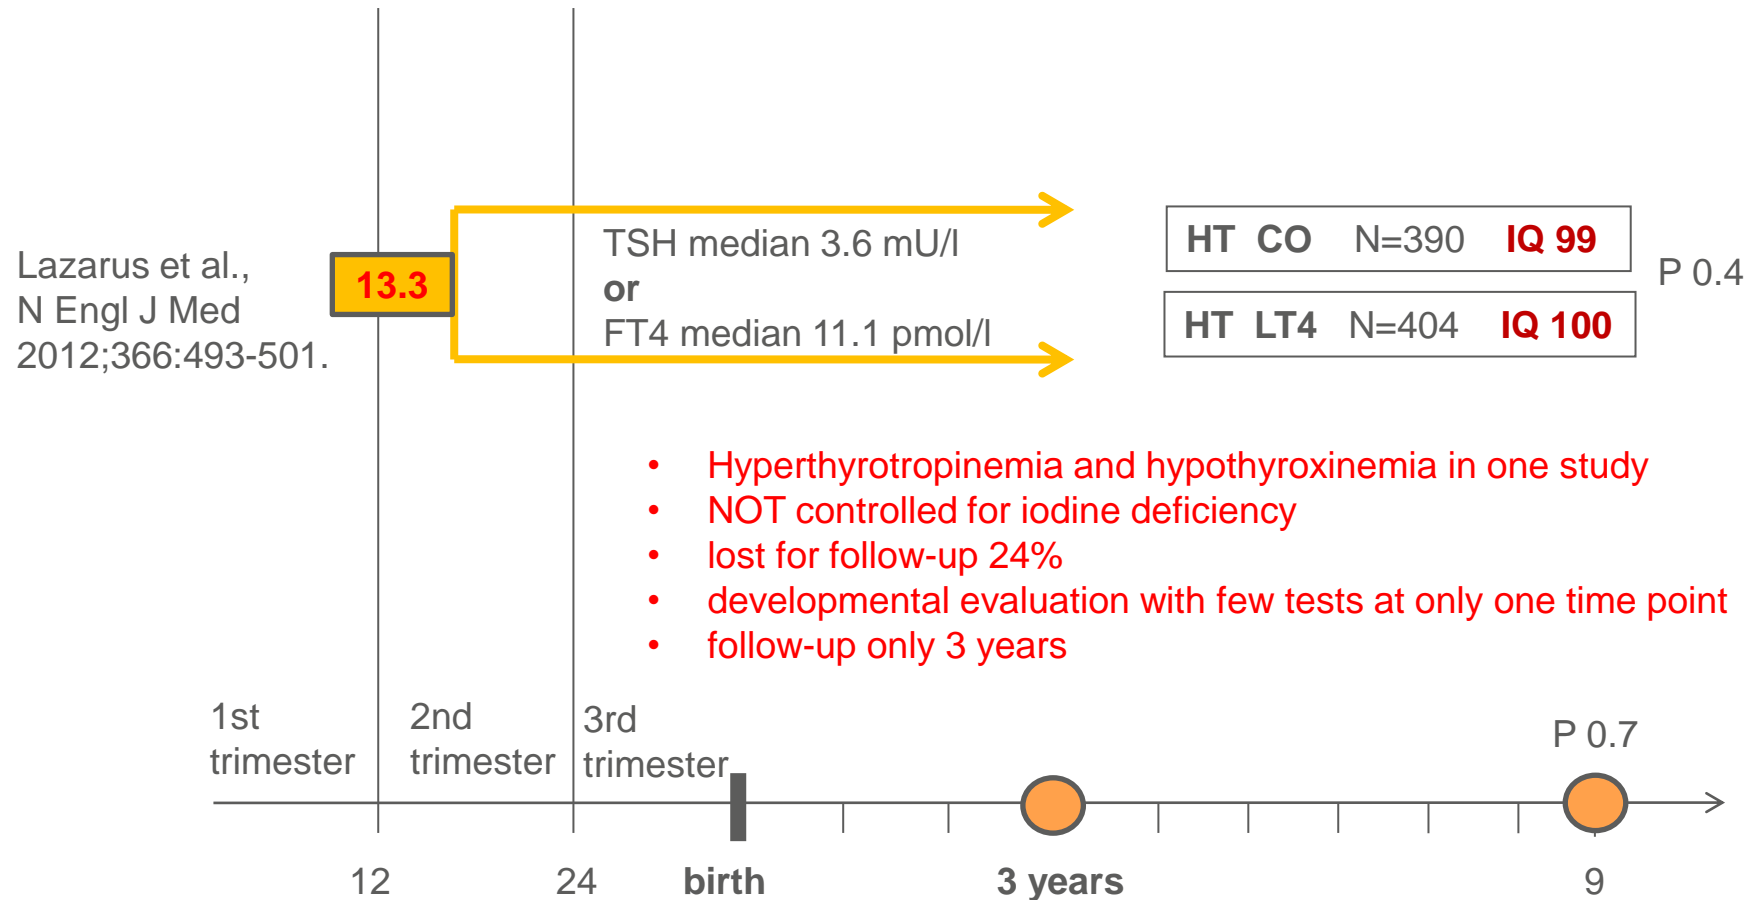 Lazarus et al.,
N Engl J Med
2012;366:493-501.
13.3
TSH median 3.6 mU/l
or
FT4 median 11.1 pmol/l
HT CO N=390 IQ 99
HT LT4 N=404 IQ 100
P 0.4
• Hyperthyrotropinemia and hypothyroxinemia in one study
• NOT controlled for iodine deficiency
• lost for follow-up 24%
• developmental evaluation with few tests at only one time point
• follow-up only 3 years
1st
trimester
2nd
trimester
3rd
trimester
P 0.7
12 24 birth 3 years 9